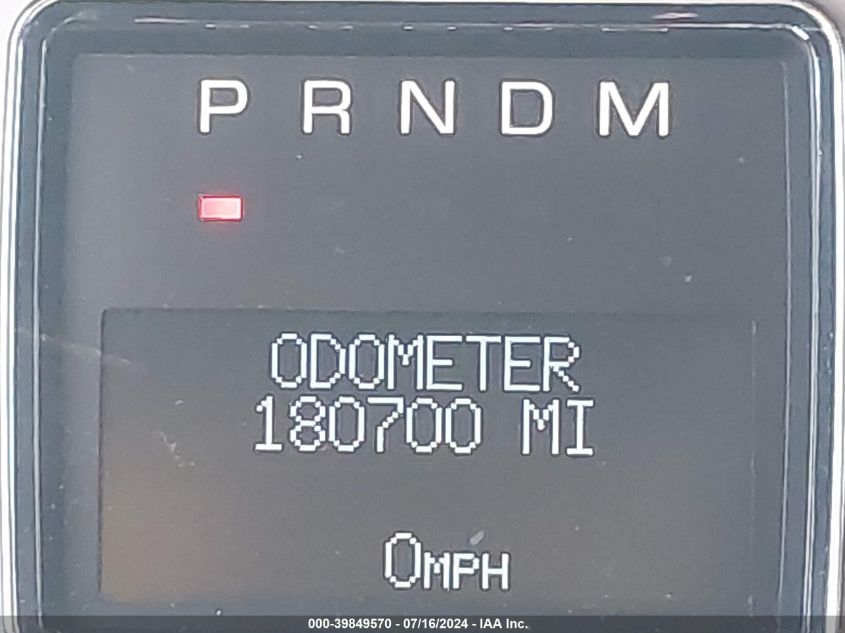 P R N D M
ODOMETER
180700 MI
0MPH
000-39849570 - 07/16/2024 - IAA Inc.